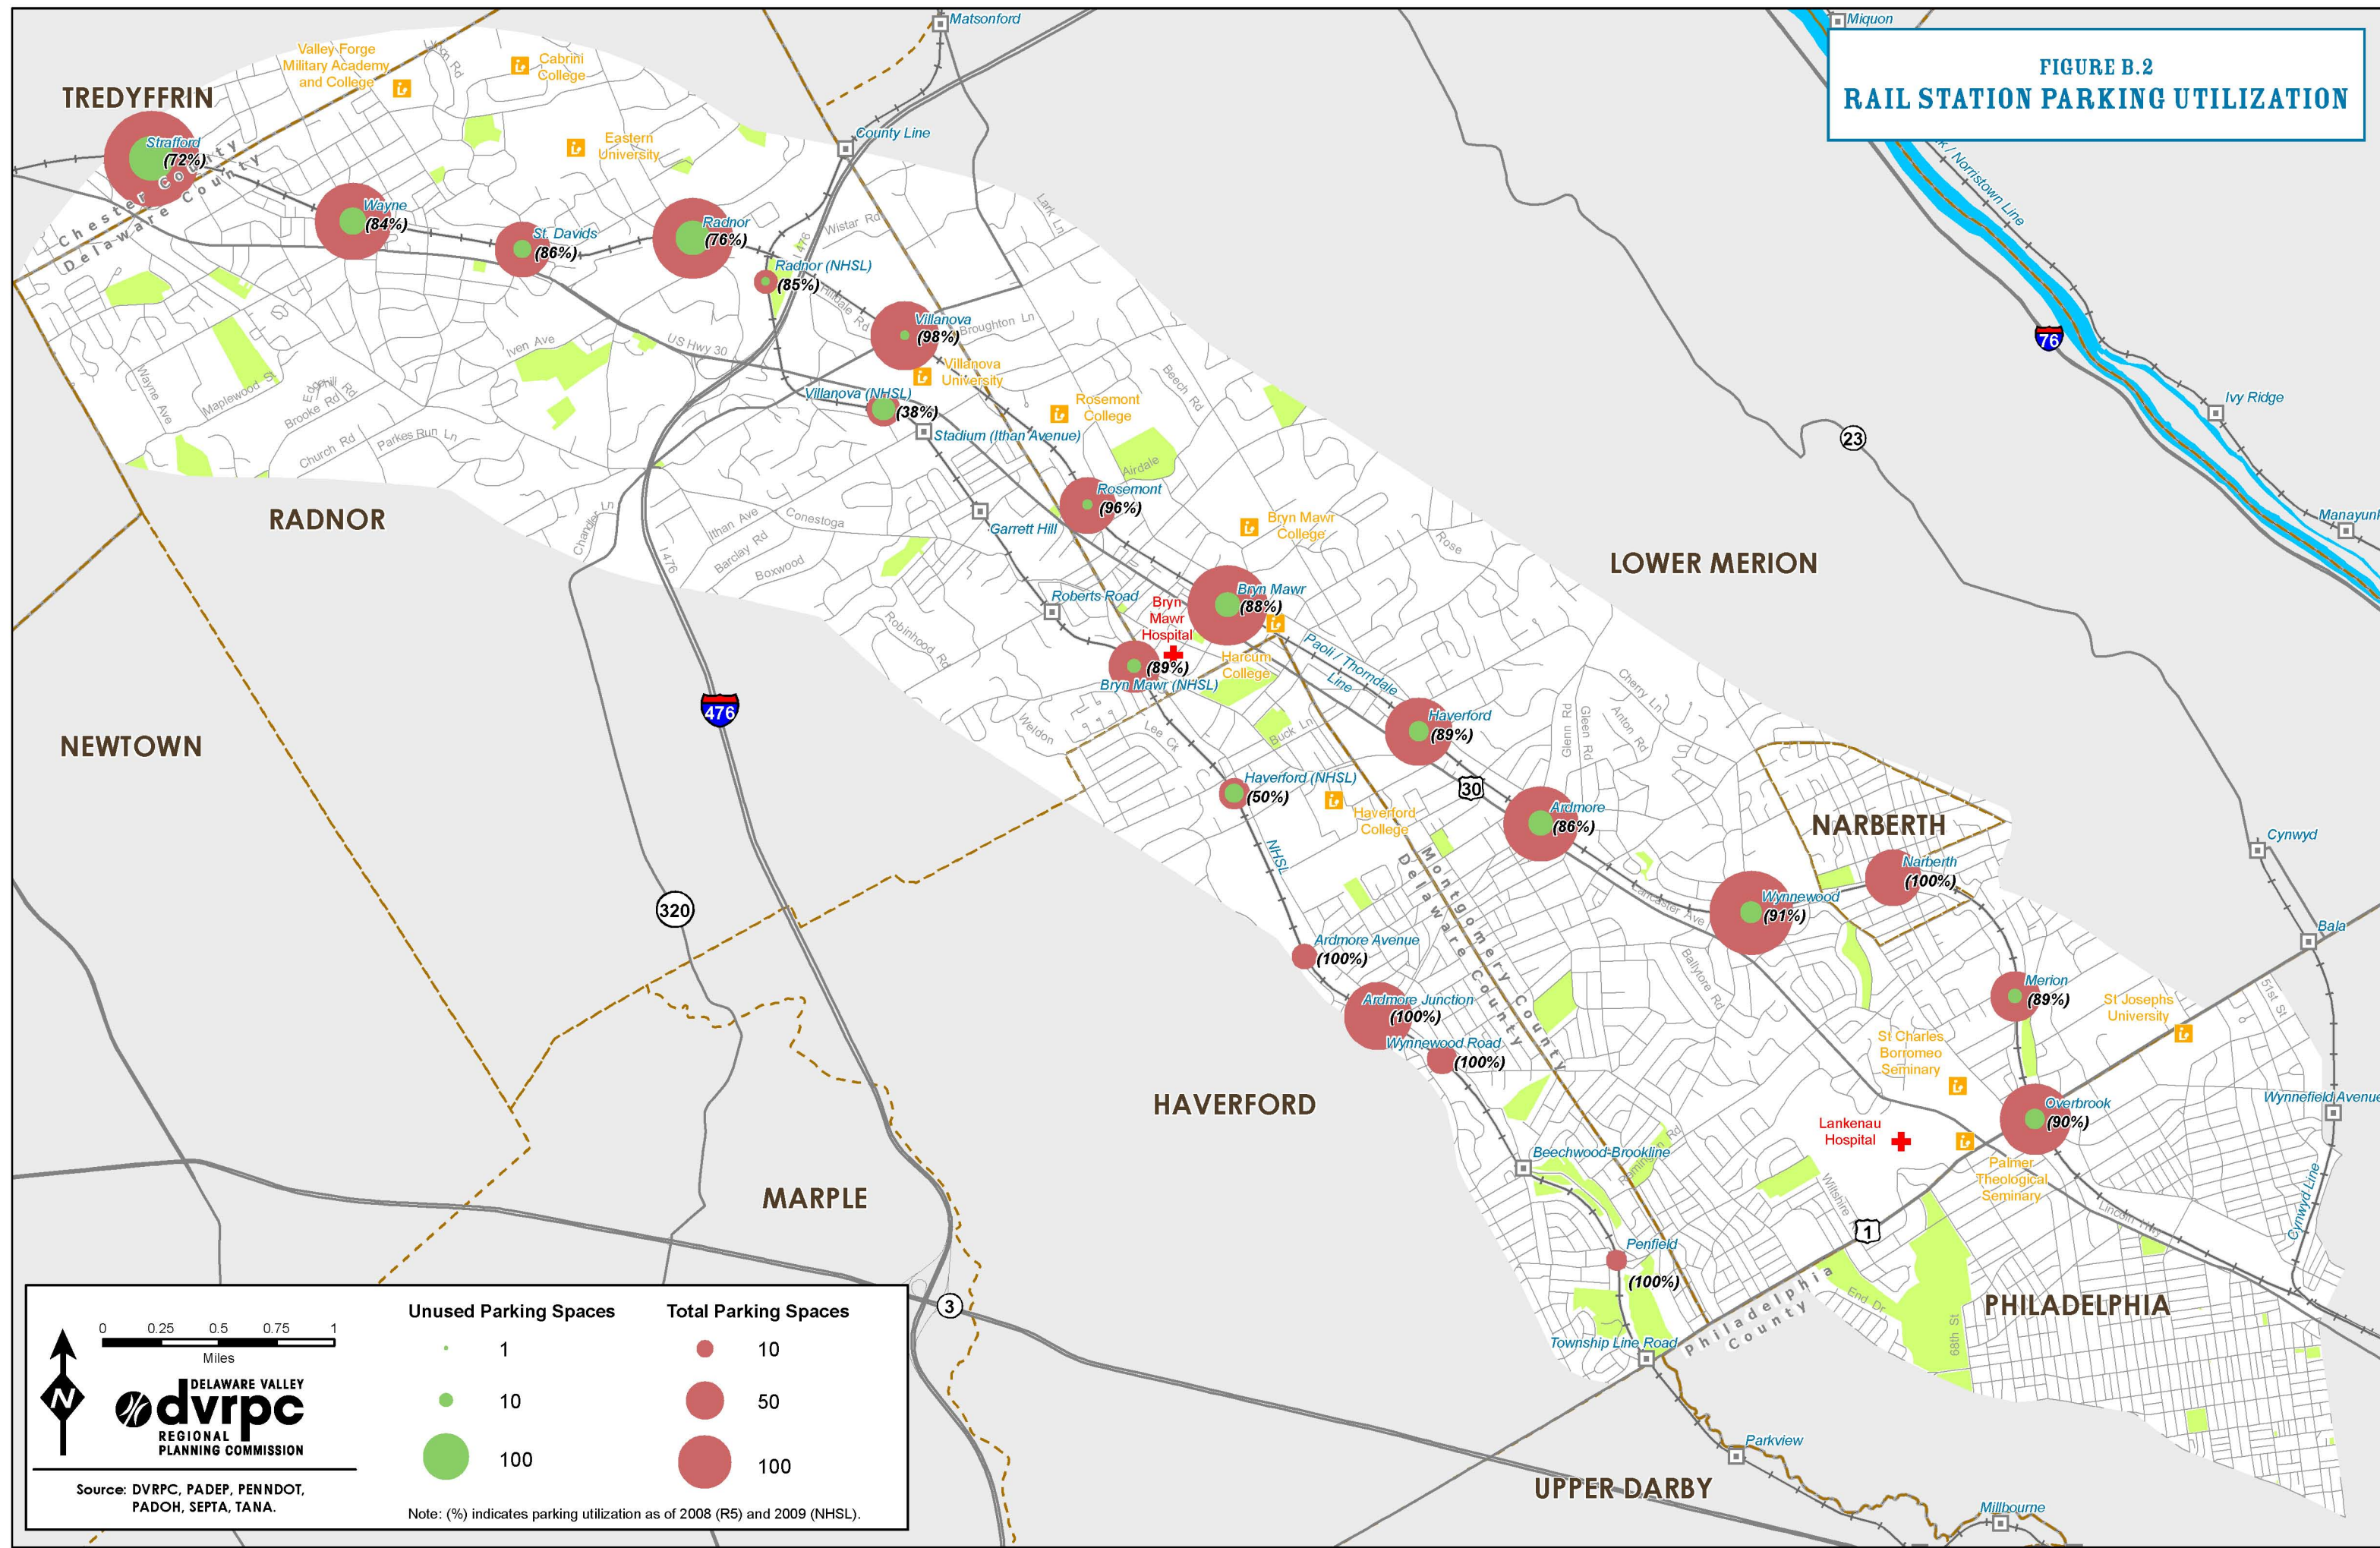 FIGURE B.2
RAIL STATION PARKING UTILIZATION
Matsonford
Miquon
Valley Forge
Military Academy
and College
Cabrini
College
TREDYFFRIN
Eastern
University
County Line
Strafford
(72%)
Chester County
Delaware County
Wayne
(84%)
St. Davids
(86%)
Radnor
(76%)
Radnor (NHSL)
(85%)
476
Wistar Rd
Lark Ln
Hilldale Rd
Norristown Line
76
Villanova
(98%)
Broughton Ln
US Hwy 30
Iven Ave
Villanova
University
Villanova (NHSL)
(38%)
Stadium (Ithan Avenue)
Rosemont
College
Beech Rd
Ivy Ridge
23
Wayne Ave
Maplewood St
Brooke Rd
Church Rd
Parkes Run Ln
Airdale
Rosemont
(96%)
RADNOR
Chandler Ln
I 476
Ithan Ave
Conestoga
Barclay Rd
Boxwood
Garrett Hill
Bryn Mawr
College
Rose
LOWER MERION
Manayunk
Roberts Road
Bryn
Mawr
Hospital
Bryn Mawr
(88%)
Robinhood Rd
(89%)
Bryn Mawr (NHSL)
Harcum
College
Paoli / Thorndale
Line
476
NEWTOWN
Weldon
Lee Ct
Buck Ln
Haverford
(89%)
Glenn Rd
Gleen Rd
Anton Rd
Cherry Ln
Haverford (NHSL)
(50%)
30
Haverford
College
Ardmore
(86%)
NARBERTH
Narberth
(100%)
Cynwyd
NHSL
Montgomery County
Delaware County
Lancaster Ave
Wynnewood
(91%)
320
Ardmore Avenue
(100%)
Ballytore Rd
Bala
Ardmore Junction
(100%)
Wynnewood Road
(100%)
Merion
(89%)
St Josephs
University
51st St
St Charles
Borromeo
Seminary
HAVERFORD
Overbrook
(90%)
Wynnefield Avenue
Lankenau
Hospital
Beechwood-Brookline
Palmer
Theological
Seminary
MARPLE
Wiltshire
1
Lincoln Hwy
Cynwyd Line
Penfield
(100%)
Philadelphia
County
End Dr
68th St
PHILADELPHIA
3
Township Line Road
Parkview
UPPER DARBY
Millbourne
0 0.25 0.5 0.75 1
Miles
N
DELAWARE VALLEY
dvrpc
REGIONAL
PLANNING COMMISSION
Source: DVRPC, PADEP, PENNDOT,
PADOH, SEPTA, TANA.
Unused Parking Spaces
1
10
100
Total Parking Spaces
10
50
100
Note: (%) indicates parking utilization as of 2008 (R5) and 2009 (NHSL).